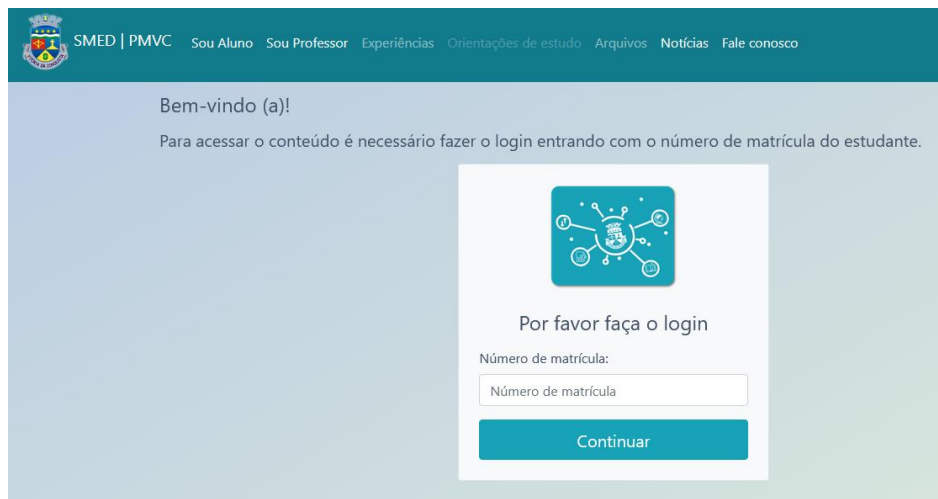 SMED | PMVC Sou Aluno Sou Professor Experiências Orientações de estudo Arquivos Notícias Fale conosco
Bem-vindo (a)!
Para acessar o conteúdo é necessário fazer o login entrando com o número de matrícula do estudante.
Por favor faça o login
Número de matrícula:
Número de matrícula
Continuar